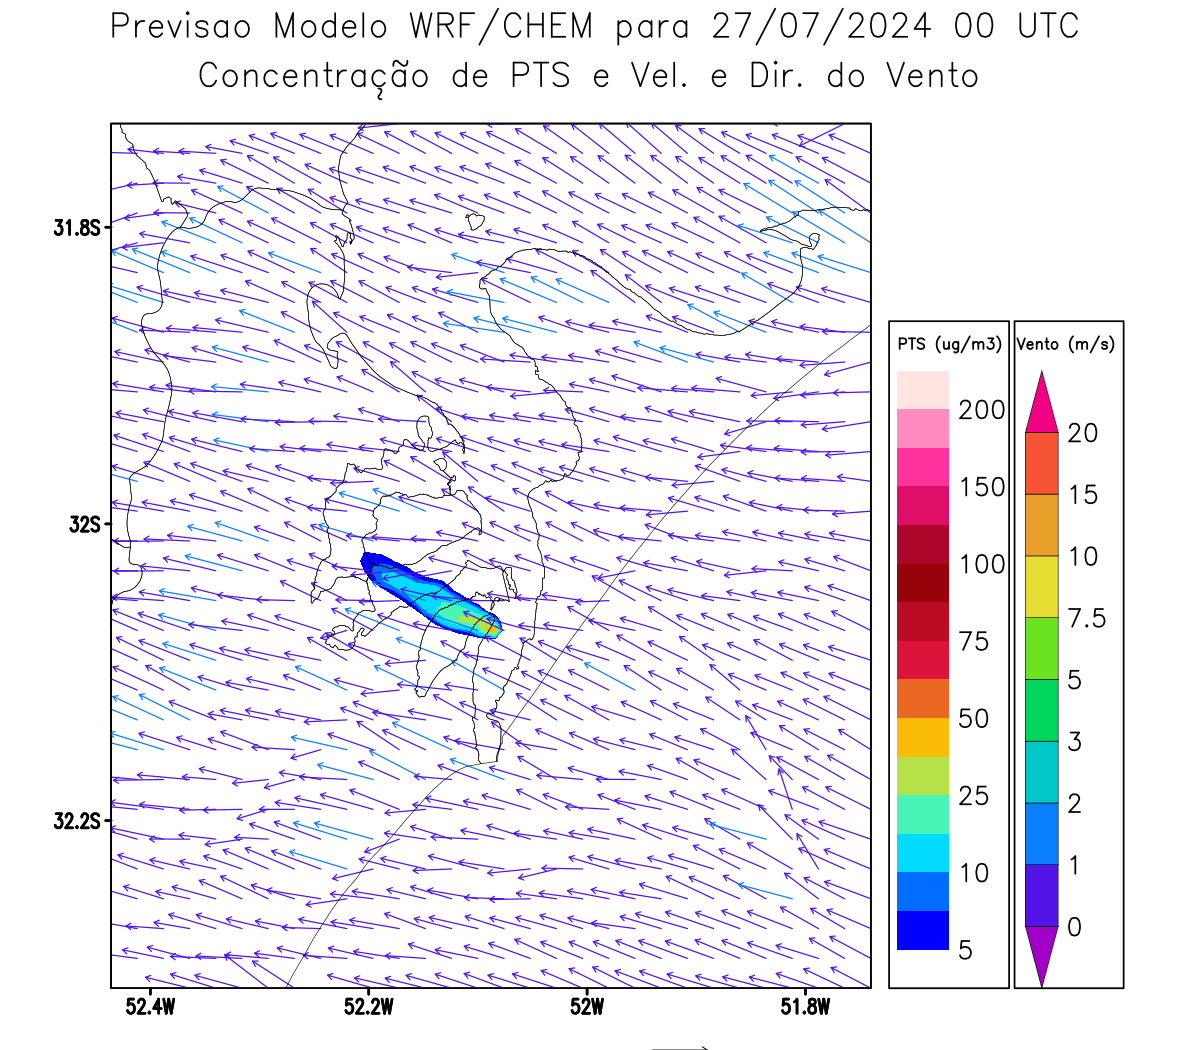 Previsao Modelo WRF/CHEM para 27/07/2024 00 UTC
Concentração de PTS e Vel. e Dir. do Vento
31.8S
32S
32.2S
52.4W
52.2W
52W
51.8W
PTS (ug/m3)
200
150
100
75
50
25
10
5
Vento (m/s)
20
15
10
7.5
5
3
2
1
0